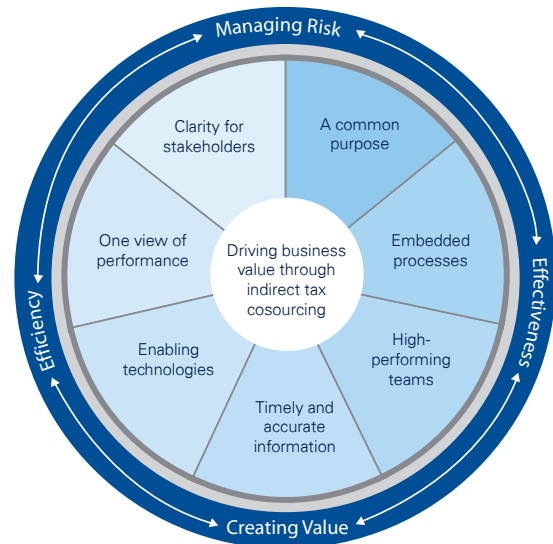 Managing Risk
Clarity for
stakeholders
A common
purpose
One view of
performance
Driving business
value through
indirect tax
cosourcing
Embedded
processes
Efficiency
Effectiveness
Enabling
technologies
High-
performing
teams
Timely and
accurate
information
Creating Value